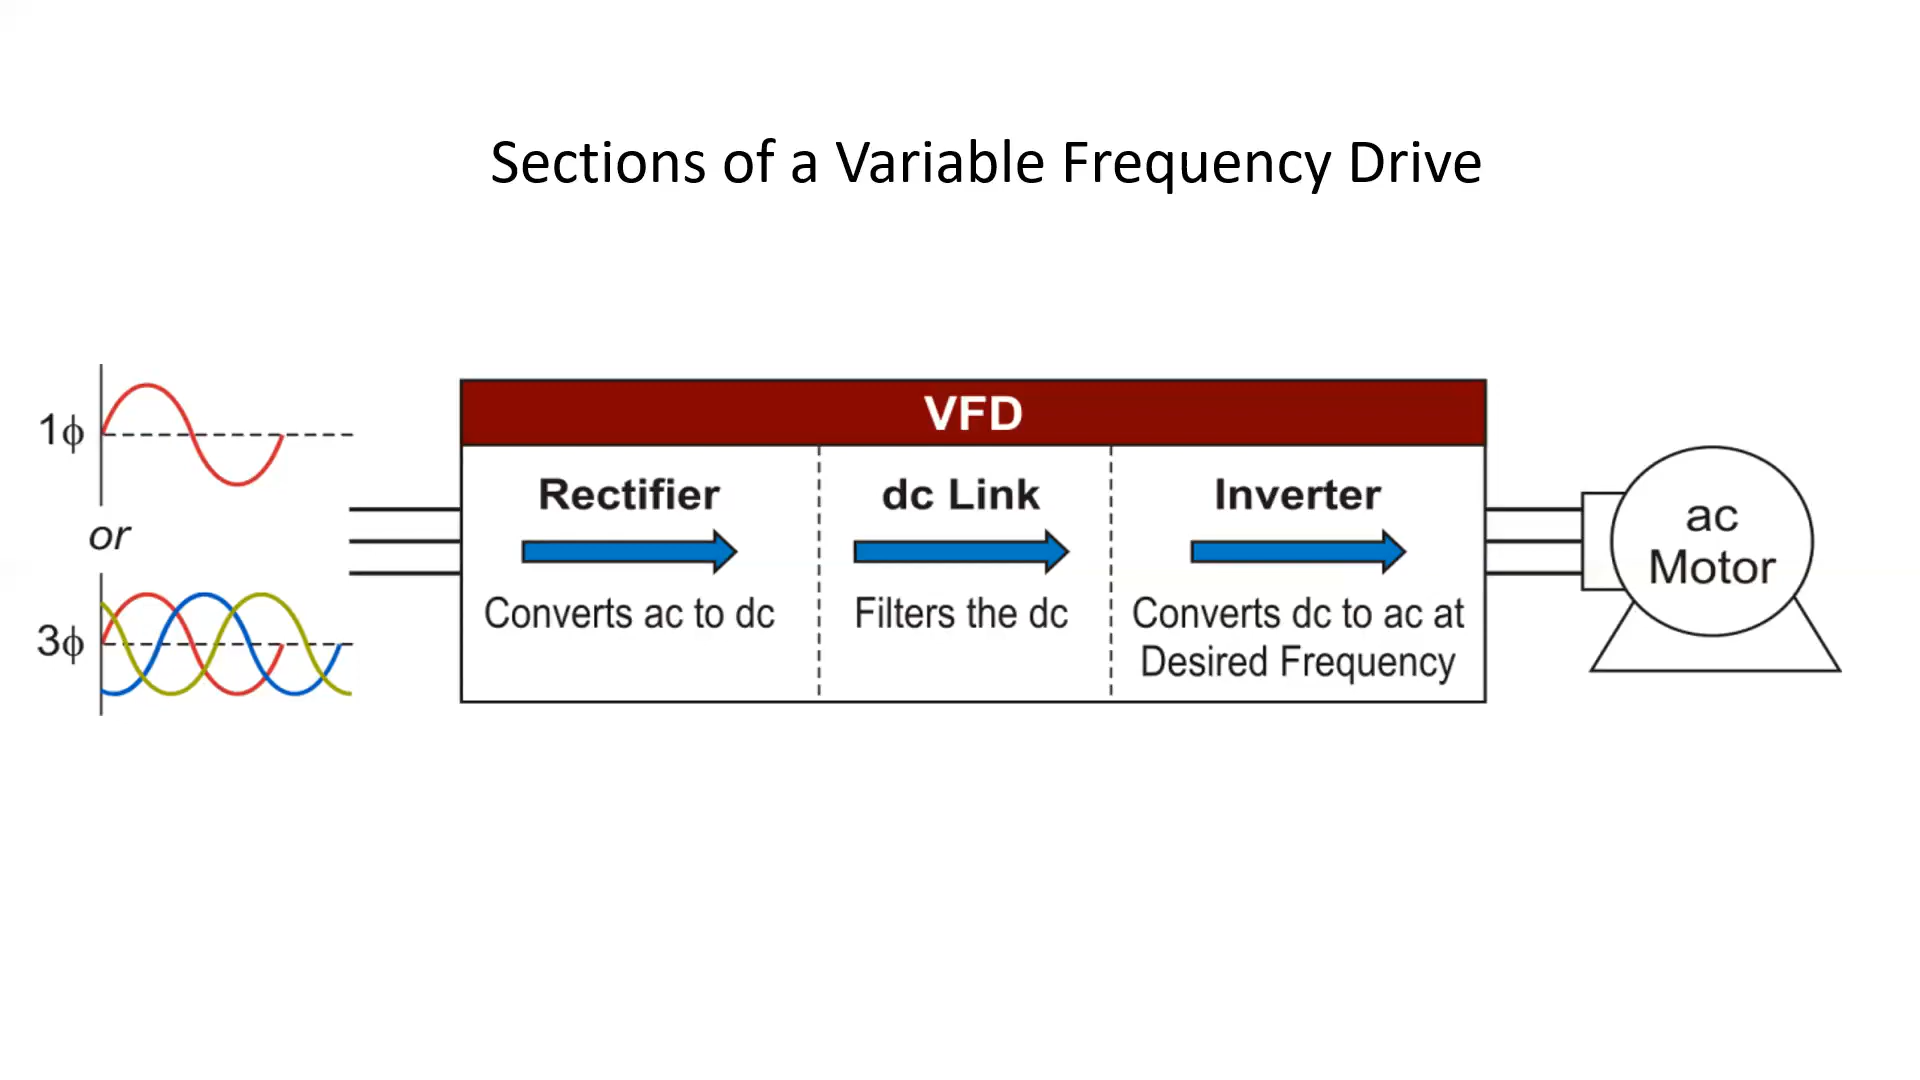 Sections of a Variable Frequency Drive
1ϕ
or
3ϕ
VFD
Rectifier
Converts ac to dc
dc Link
Filters the dc
Inverter
Converts dc to ac at
Desired Frequency
ac
Motor